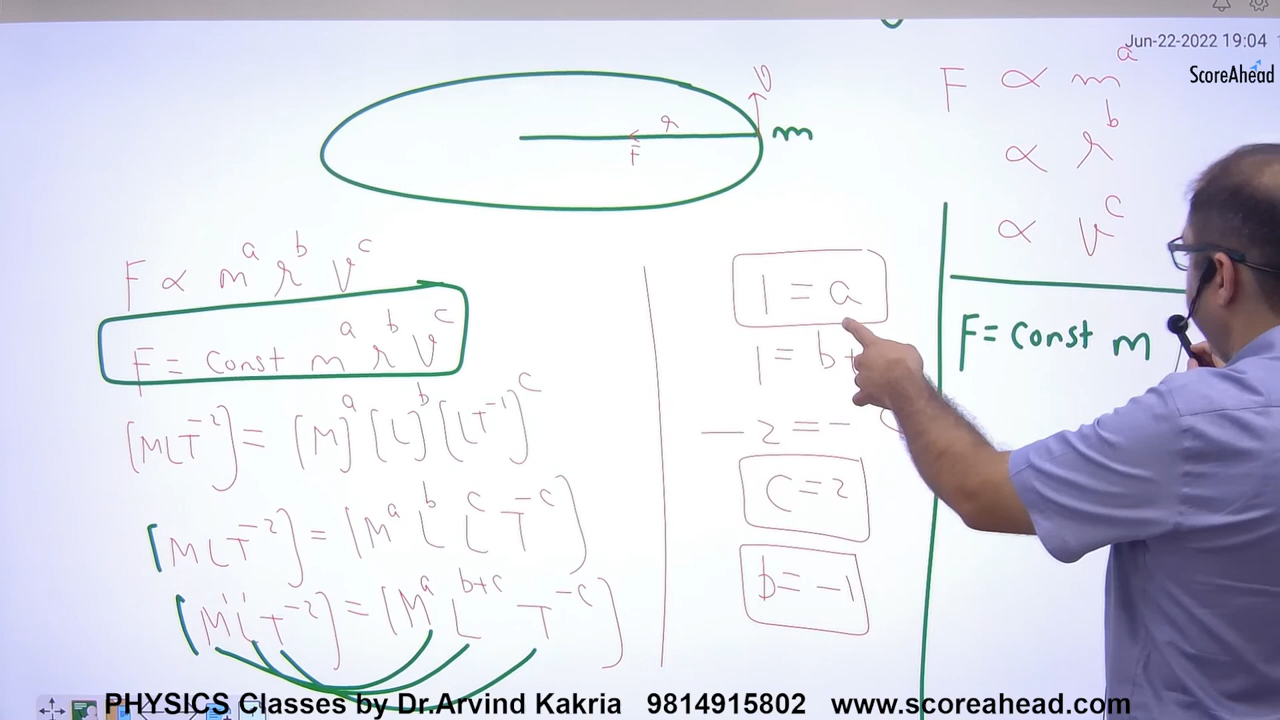 Jun-22-2022 19:04
ScoreAhead
F ∝ m^a
∝ r^b
∝ v^c
v
r
F
m
F ∝ m^a r^b v^c
F = Const m^a r^b v^c
[MLT^-2] = [M]^a [L]^b [LT^-1]^c
[MLT^-2] = [M^a L^b L^c T^-c]
[M^1 L^1 T^-2] = [M^a L^b+c T^-c]
1 = a
1 = b+
-2 = - c
c = 2
b = -1
F = Const m
PHYSICS Classes by Dr.Arvind Kakria 9814915802 www.scoreahead.com